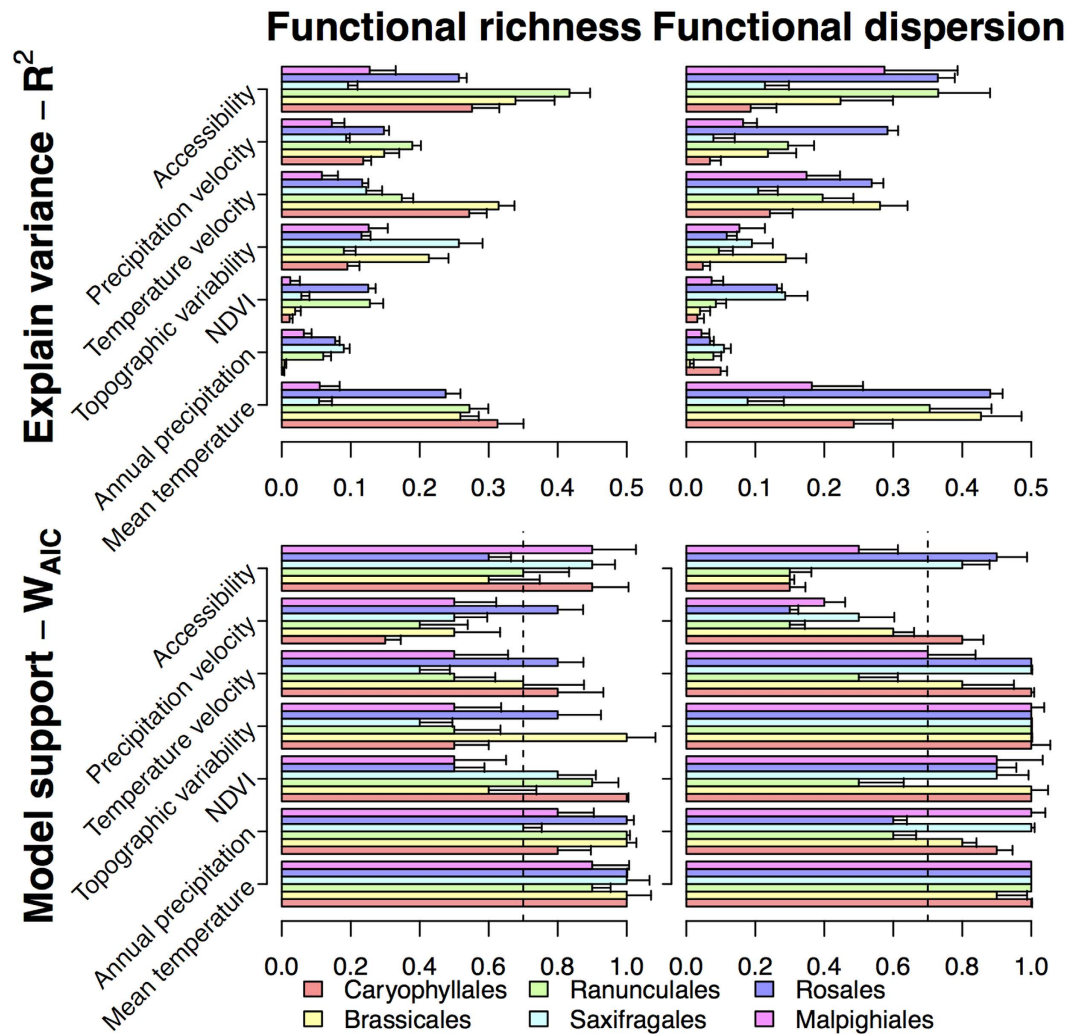 Functional richness Functional dispersion
Explain variance – R²
Accessibility
Precipitation velocity
Temperature velocity
Topographic variability
NDVI
Annual precipitation
Mean temperature
0.0 0.1 0.2 0.3 0.4 0.5
0.0 0.1 0.2 0.3 0.4 0.5
Model support – W_AIC
Accessibility
Precipitation velocity
Temperature velocity
Topographic variability
NDVI
Annual precipitation
Mean temperature
0.0 0.2 0.4 0.6 0.8 1.0
0.0 0.2 0.4 0.6 0.8 1.0
Caryophyllales Ranunculales Rosales
Brassicales Saxifragales Malpighiales